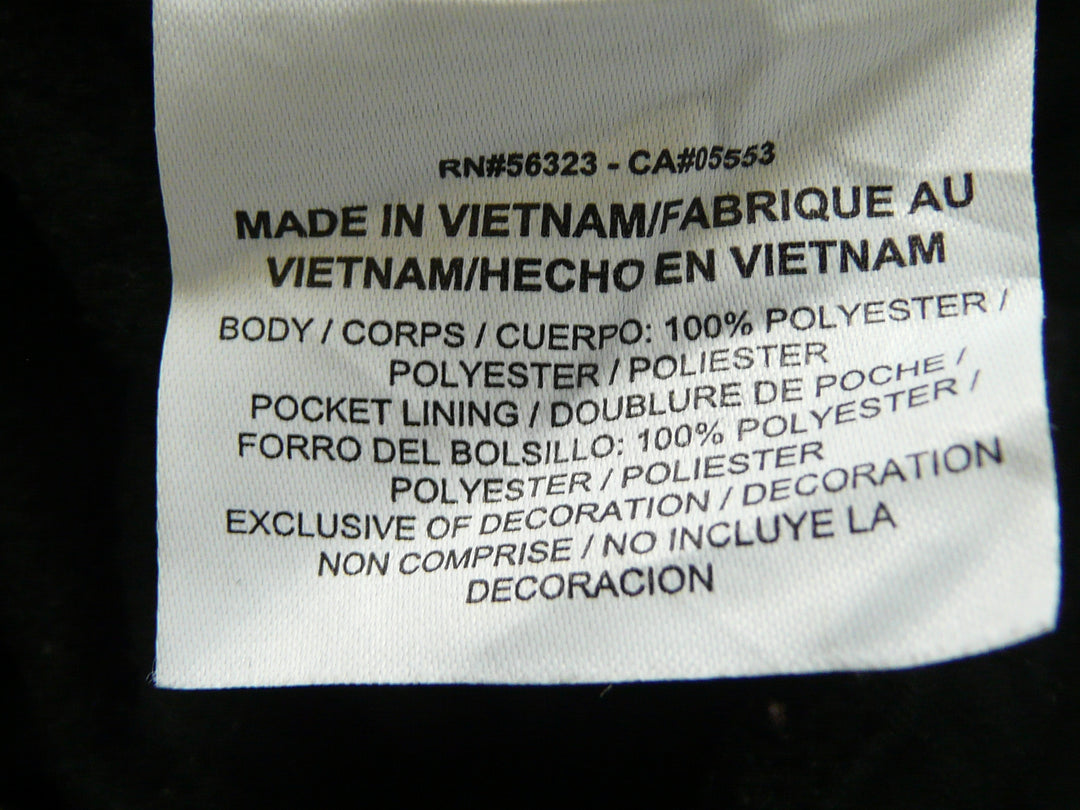 RN#56323 - CA#05553
MADE IN VIETNAM/FABRIQUE AU
VIETNAM/HECHO EN VIETNAM
BODY / CORPS / CUERPO: 100% POLYESTER /
POLYESTER / POLIESTER
POCKET LINING / DOUBLURE DE POCHE /
FORRO DEL BOLSILLO: 100% POLYESTER /
POLYESTER / POLIESTER
EXCLUSIVE OF DECORATION / DECORATION
NON COMPRISE / NO INCLUYE LA
DECORACION